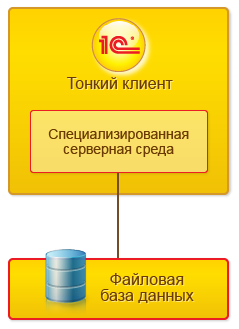 1С
Тонкий клиент
Специализированная
серверная среда
Файловая
база данных